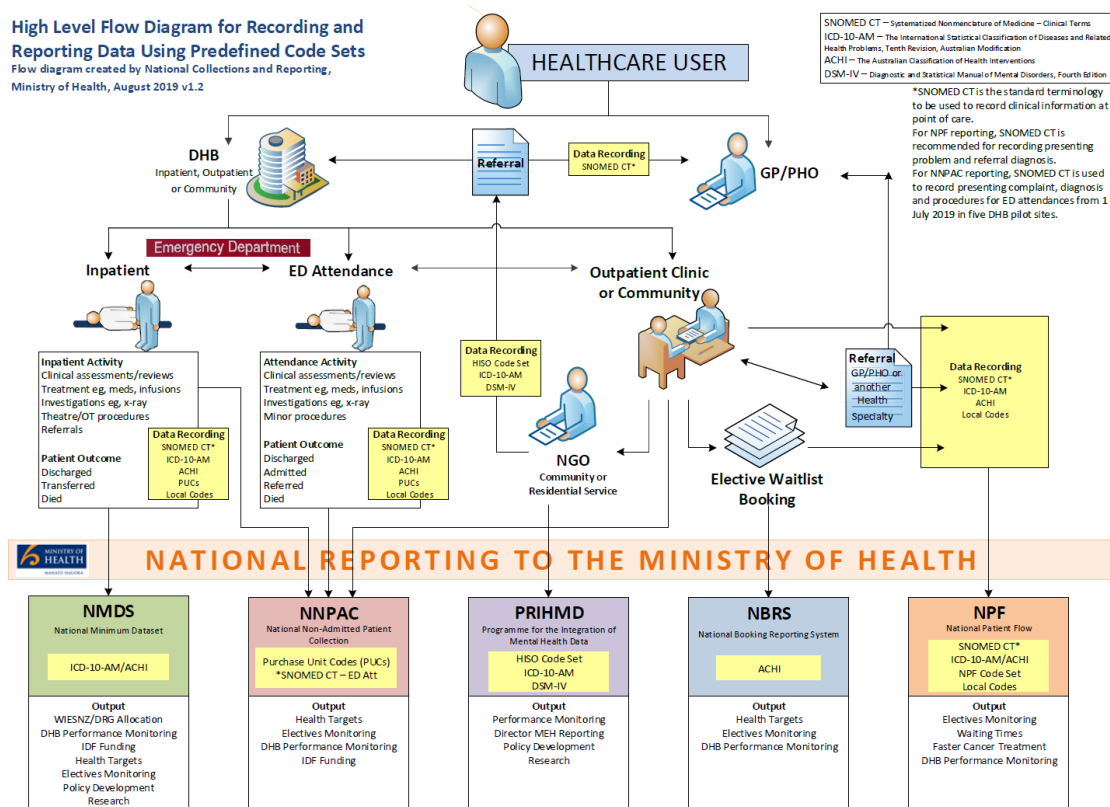 High Level Flow Diagram for Recording and
Reporting Data Using Predefined Code Sets
Flow diagram created by National Collections and Reporting,
Ministry of Health, August 2019 v1.2
HEALTHCARE USER
SNOMED CT – Systematized Nonmenclature of Medicine – Clinical Terms
ICD-10-AM – The International Statistical Classification of Diseases and Related
Health Problems, Tenth Revision, Australian Modification
ACHI – The Australian Classification of Health Interventions
DSM-IV – Diagnostic and Statistical Manual of Mental Disorders, Fourth Edition
*SNOMED CT is the standard terminology
to be used to record clinical information at
point of care.
For NPF reporting, SNOMED CT is
recommended for recording presenting
problem and referral diagnosis.
For NNPAC reporting, SNOMED CT is used
to record presenting complaint, diagnosis
and procedures for ED attendances from 1
July 2019 in five DHB pilot sites.
DHB
Inpatient, Outpatient
or Community
Referral
Data Recording
SNOMED CT*
GP/PHO
Emergency Department
Inpatient
ED Attendance
Outpatient Clinic
or Community
Inpatient Activity
Clinical assessments/reviews
Treatment eg, meds, infusions
Investigations eg, x-ray
Theatre/OT procedures
Referrals
Patient Outcome
Discharged
Transferred
Died
Data Recording
SNOMED CT*
ICD-10-AM
ACHI
PUCs
Local Codes
Attendance Activity
Clinical assessments/reviews
Treatment eg, meds, infusions
Investigations eg, x-ray
Minor procedures
Patient Outcome
Discharged
Admitted
Referred
Died
Data Recording
SNOMED CT*
ICD-10-AM
ACHI
PUCs
Local Codes
Data Recording
HISO Code Set
ICD-10-AM
DSM-IV
NGO
Community or
Residential Service
Elective Waitlist
Booking
Referral
GP/PHO or
another
Health
Specialty
Data Recording
SNOMED CT*
ICD-10-AM
ACHI
Local Codes
MINISTRY OF
HEALTH
MANATŪ HAUORA
NATIONAL REPORTING TO THE MINISTRY OF HEALTH
NMDS
National Minimum Dataset
ICD-10-AM/ACHI
Output
WIESNZ/DRG Allocation
DHB Performance Monitoring
IDF Funding
Health Targets
Electives Monitoring
Policy Development
Research
NNPAC
National Non-Admitted Patient
Collection
Purchase Unit Codes (PUCs)
*SNOMED CT – ED Att
Output
Health Targets
Electives Monitoring
DHB Performance Monitoring
IDF Funding
PRIHMD
Programme for the Integration of
Mental Health Data
HISO Code Set
ICD-10-AM
DSM-IV
Output
Performance Monitoring
Director MEH Reporting
Policy Development
Research
NBRS
National Booking Reporting System
ACHI
Output
Health Targets
Electives Monitoring
DHB Performance Monitoring
NPF
National Patient Flow
SNOMED CT*
ICD-10-AM/ACHI
NPF Code Set
Local Codes
Output
Electives Monitoring
Waiting Times
Faster Cancer Treatment
DHB Performance Monitoring